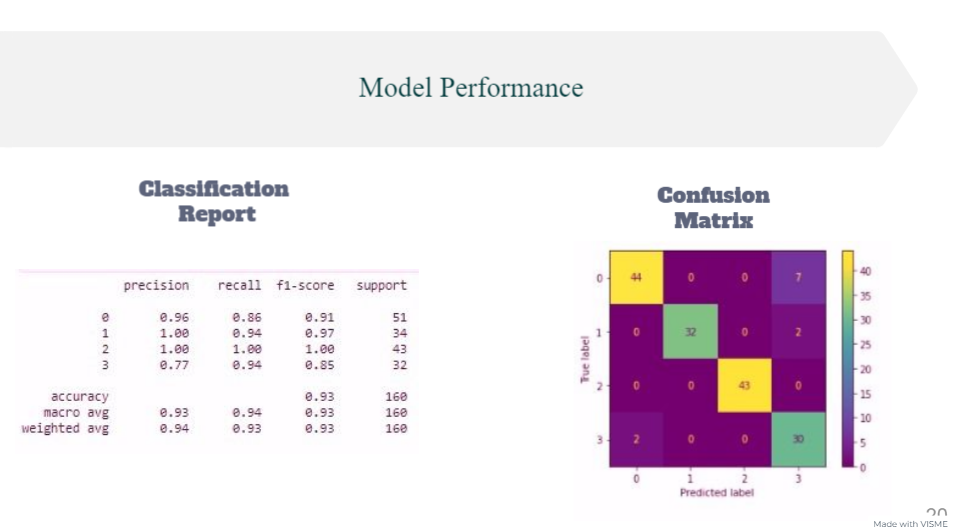 Model Performance
Classification
Report
precision recall f1-score support
0 0.96 0.86 0.91 51
1 1.00 0.94 0.97 34
2 1.00 1.00 1.00 43
3 0.77 0.94 0.85 32
accuracy 0.93 160
macro avg 0.93 0.94 0.93 160
weighted avg 0.94 0.93 0.93 160
Confusion
Matrix
True label
0 44 0 0 7
1 0 32 0 2
2 0 0 43 0
3 2 0 0 30
0 1 2 3
Predicted label
40
35
30
25
20
15
10
5
0
20
Made with VISME